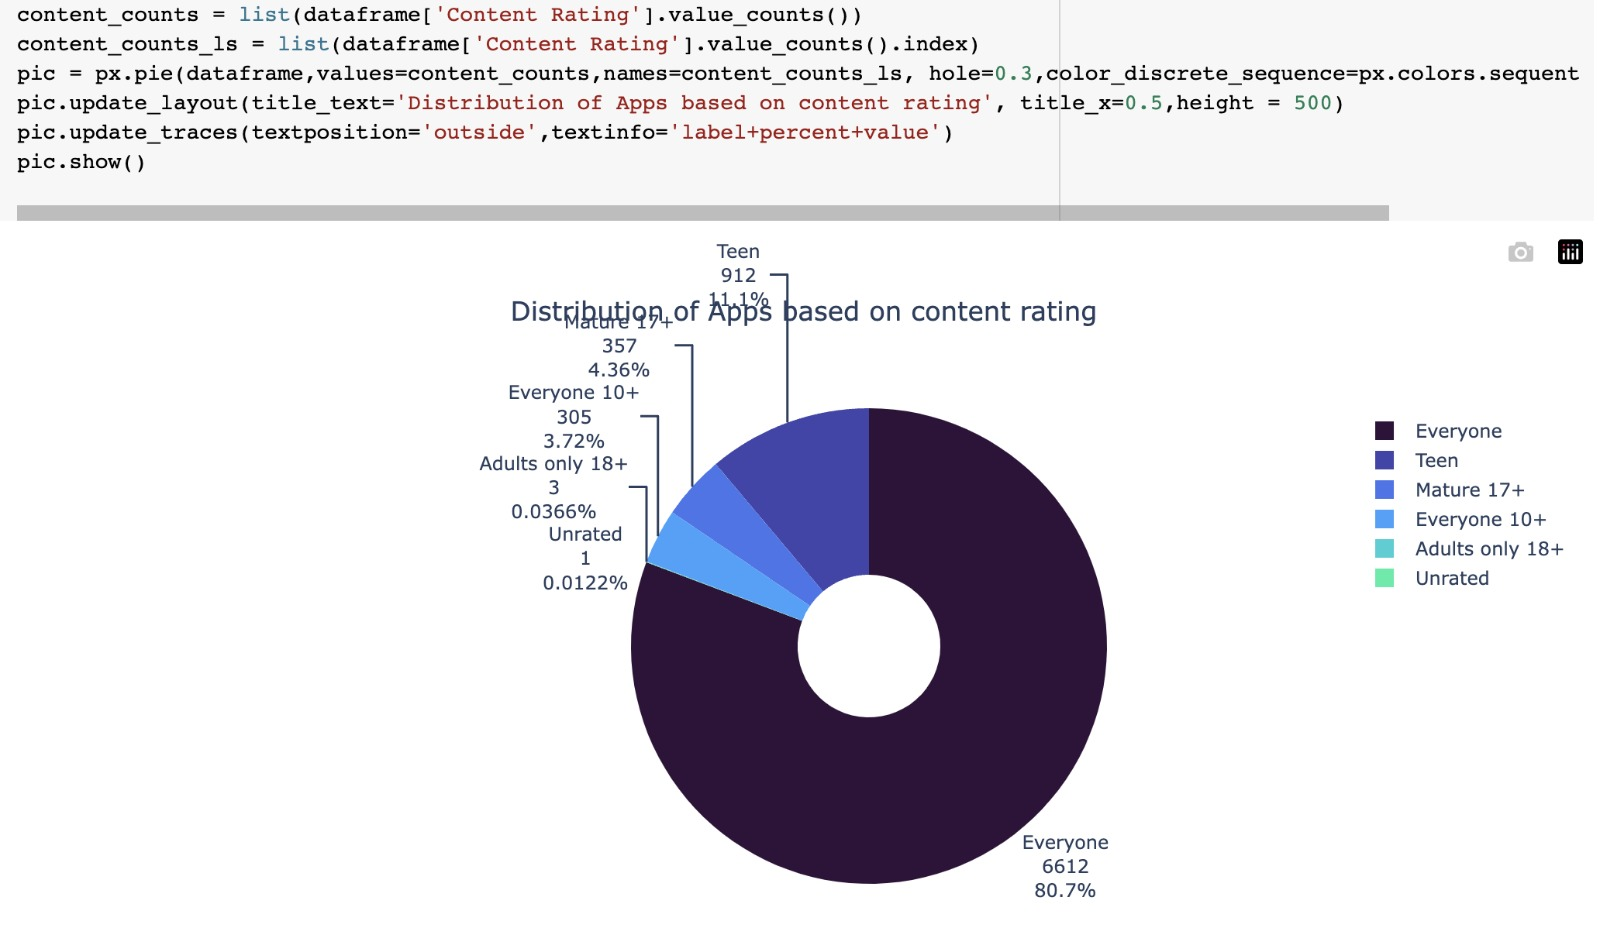 content_counts = list(dataframe['Content Rating'].value_counts())
content_counts_ls = list(dataframe['Content Rating'].value_counts().index)
pic = px.pie(dataframe,values=content_counts,names=content_counts_ls, hole=0.3,color_discrete_sequence=px.colors.sequent
pic.update_layout(title_text='Distribution of Apps based on content rating', title_x=0.5,height = 500)
pic.update_traces(textposition='outside',textinfo='label+percent+value')
pic.show()
Teen
912
11.1%
Distribution of Apps based on content rating
Mature 17+
357
4.36%
Everyone 10+
305
3.72%
Adults only 18+
3
0.0366%
Unrated
1
0.0122%
Everyone
6612
80.7%
Everyone
Teen
Mature 17+
Everyone 10+
Adults only 18+
Unrated